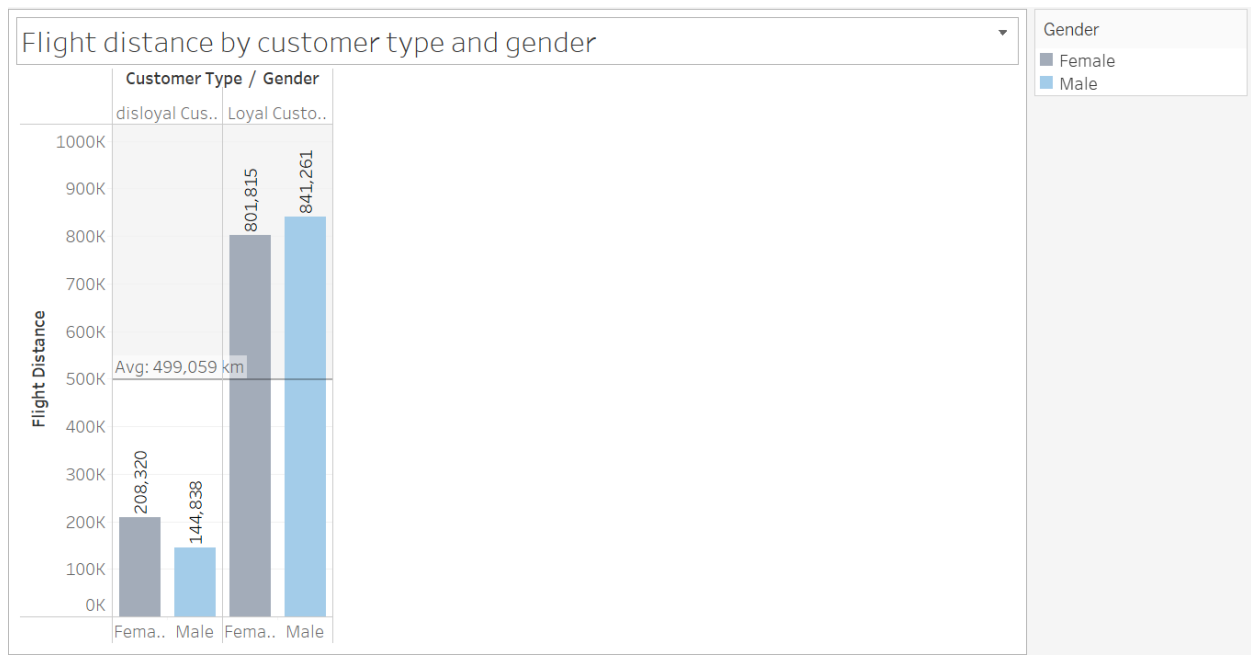 Flight distance by customer type and gender
Gender
Female
Male
Customer Type / Gender
disloyal Cus.. Loyal Custo..
1000K
900K
800K
700K
600K
500K
400K
300K
200K
100K
0K
Flight Distance
Avg: 499,059 km
208,320
144,838
801,815
841,261
Fema.. Male Fema.. Male